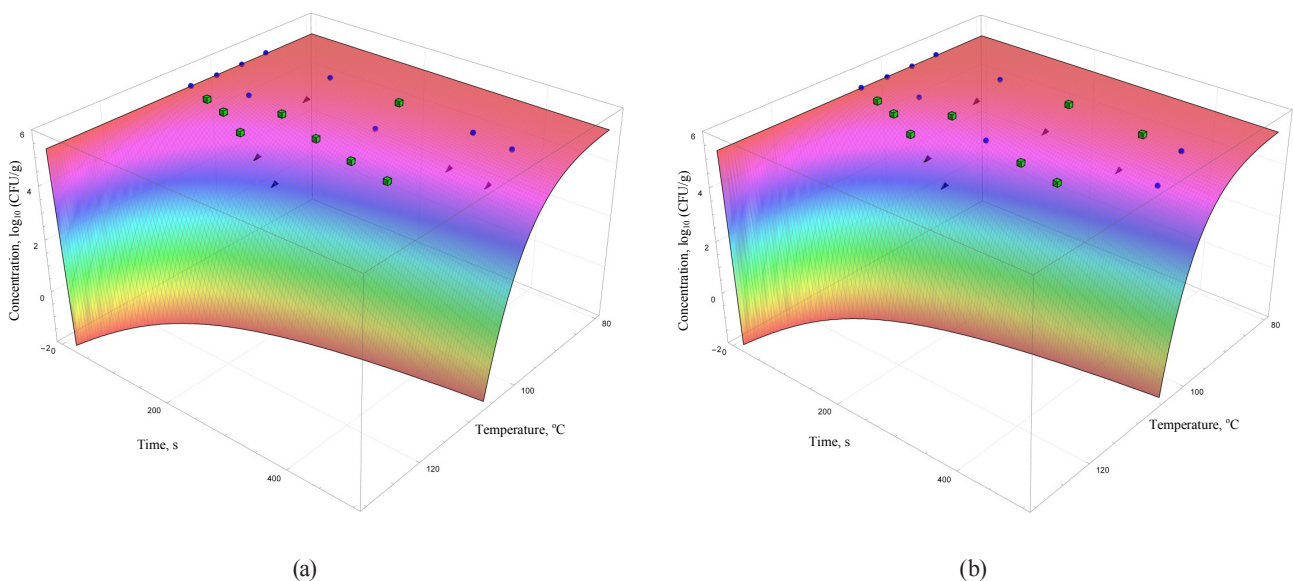 6
4
2
0
−2
0
200
400
80
100
120
Concentration, log₁₀ (CFU/g)
Time, s
Temperature, °C
(a)
6
4
2
0
−2
0
200
400
80
100
120
Concentration, log₁₀ (CFU/g)
Time, s
Temperature, °C
(b)